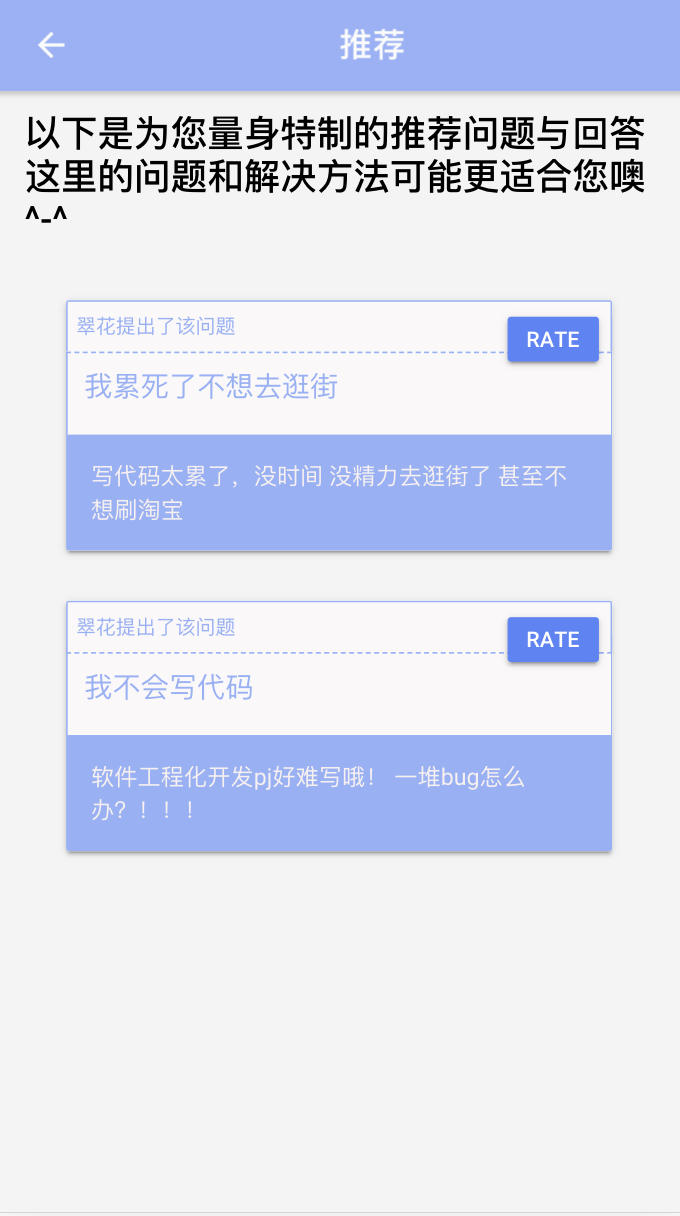 推荐
以下是为您量身特制的推荐问题与回答
这里的问题和解决方法可能更适合您噢
^-^
翠花提出了该问题
RATE
我累死了不想去逛街
写代码太累了，没时间 没精力去逛街了 甚至不
想刷淘宝
翠花提出了该问题
RATE
我不会写代码
软件工程化开发pj好难写哦！ 一堆bug怎么
办？！！！